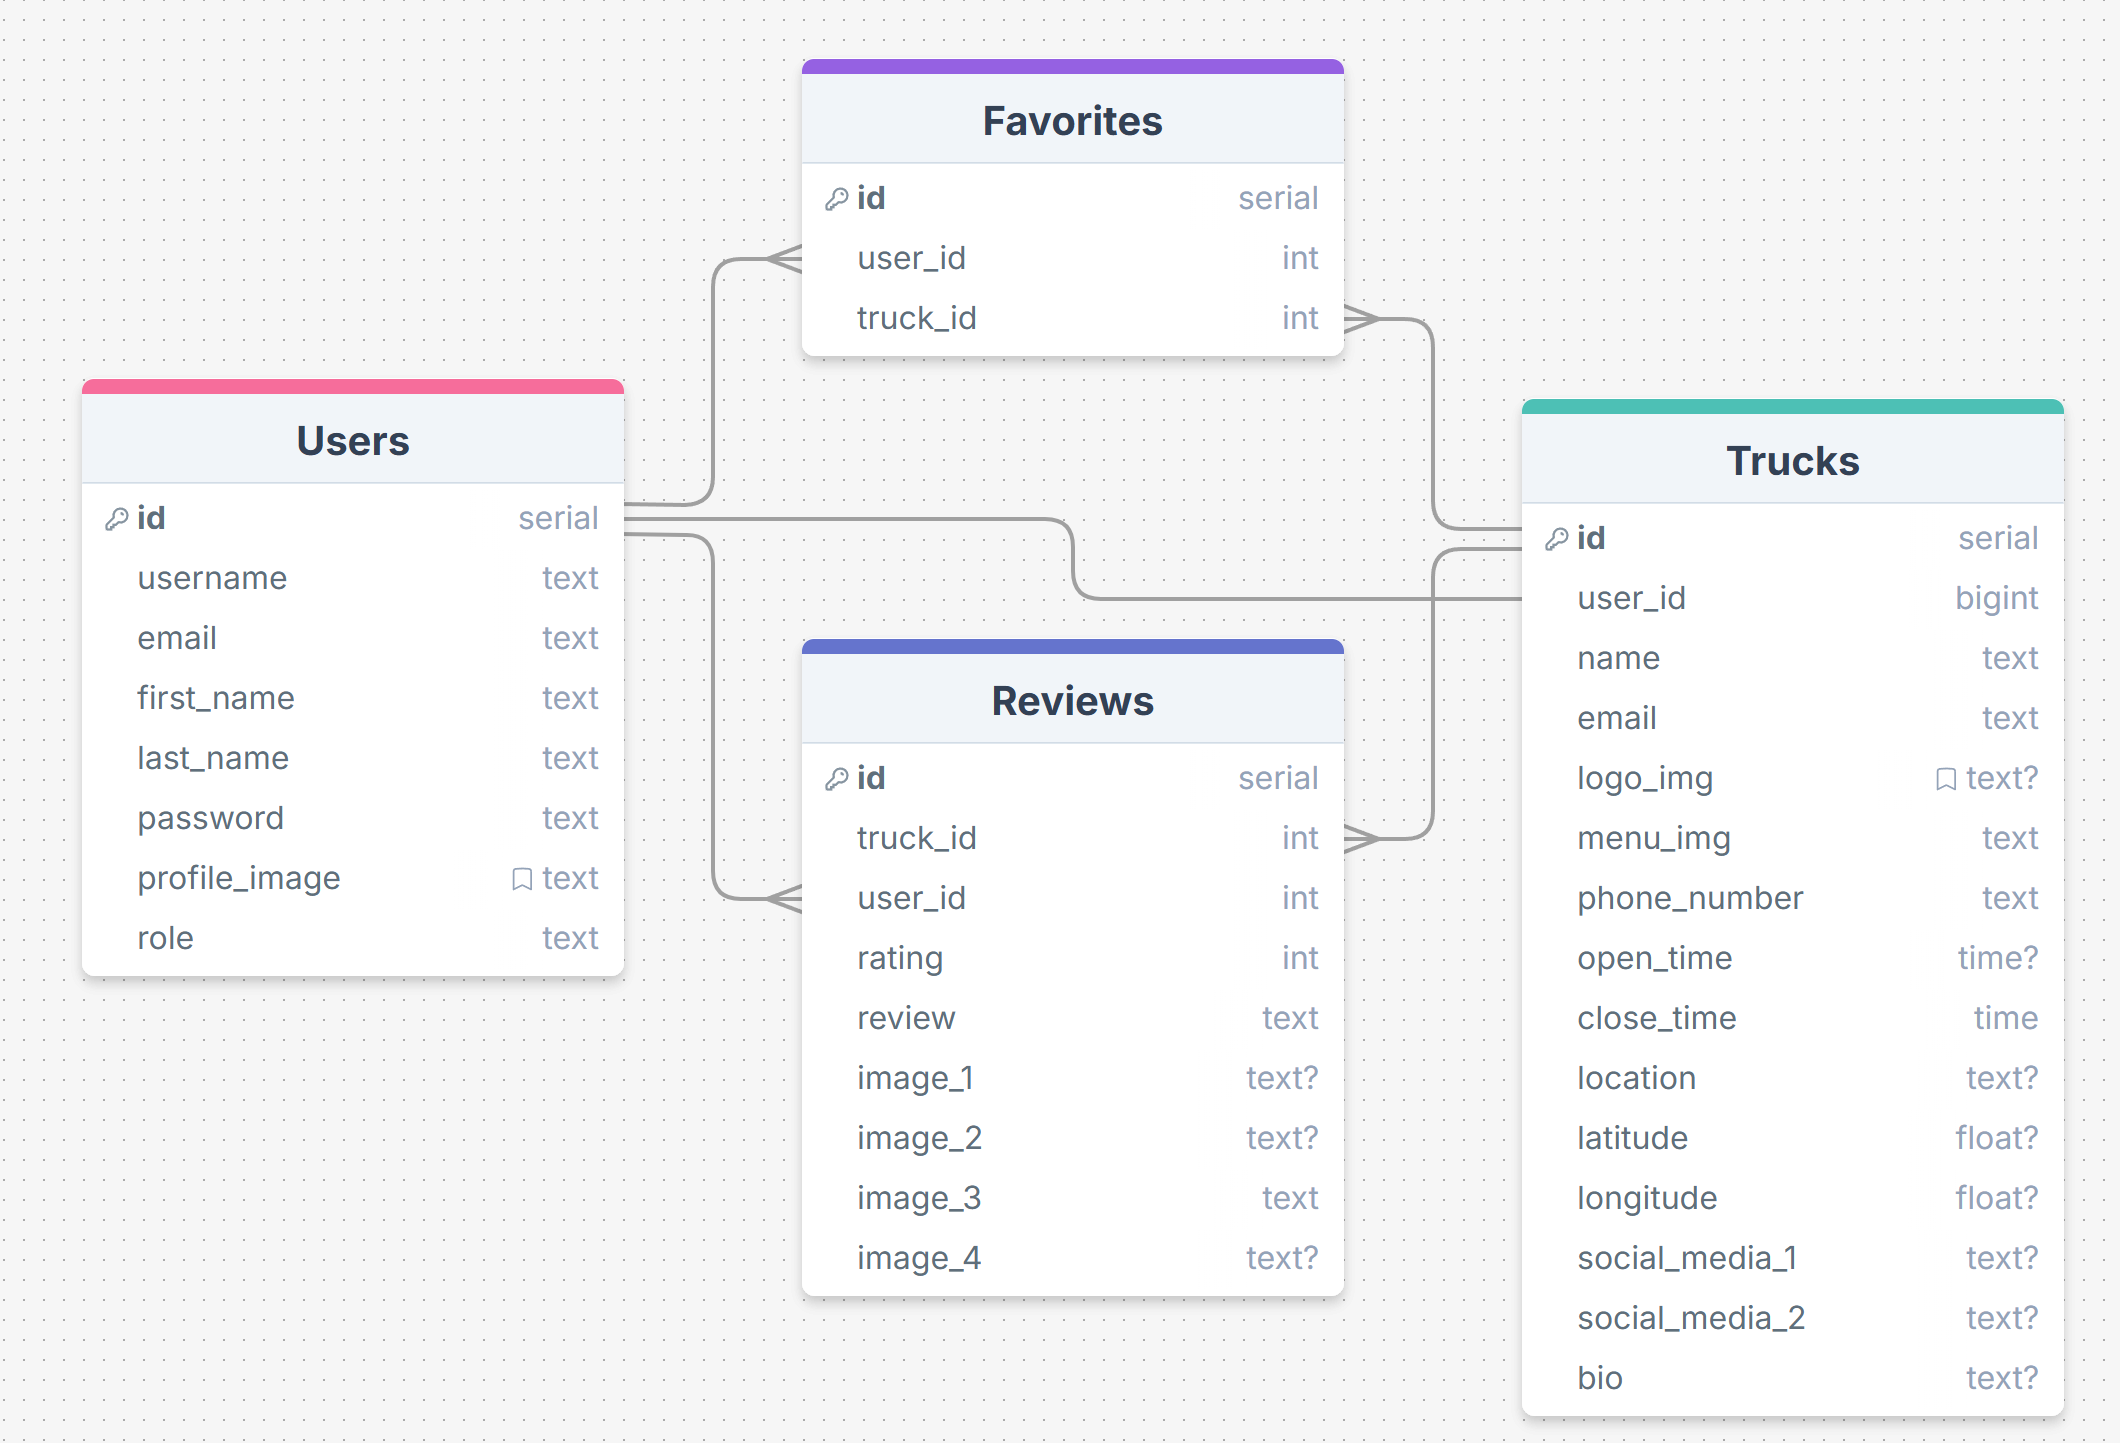 Favorites
id serial
user_id int
truck_id int
Users
id serial
username text
email text
first_name text
last_name text
password text
profile_image text
role text
Reviews
id serial
truck_id int
user_id int
rating int
review text
image_1 text?
image_2 text?
image_3 text
image_4 text?
Trucks
id serial
user_id bigint
name text
email text
logo_img text?
menu_img text
phone_number text
open_time time?
close_time time
location text?
latitude float?
longitude float?
social_media_1 text?
social_media_2 text?
bio text?